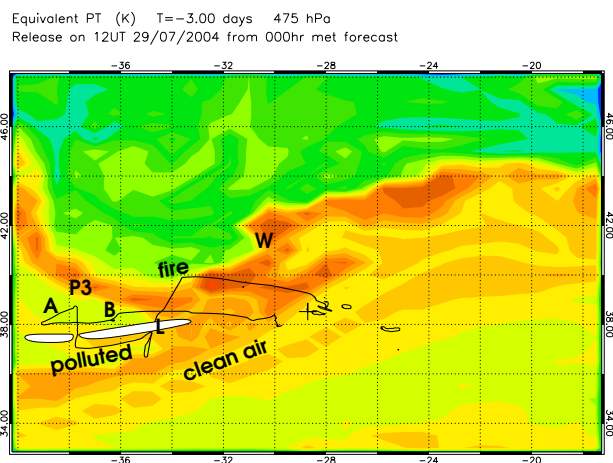 Equivalent PT (K) T=−3.00 days 475 hPa
Release on 12UT 29/07/2004 from 000hr met forecast
−36 −32 −28 −24 −20
46.00 46.00
42.00 42.00
W
fire
P3
A B
38.00 L 38.00
polluted clean air
34.00 34.00
−36 −32 −28 −24 −20